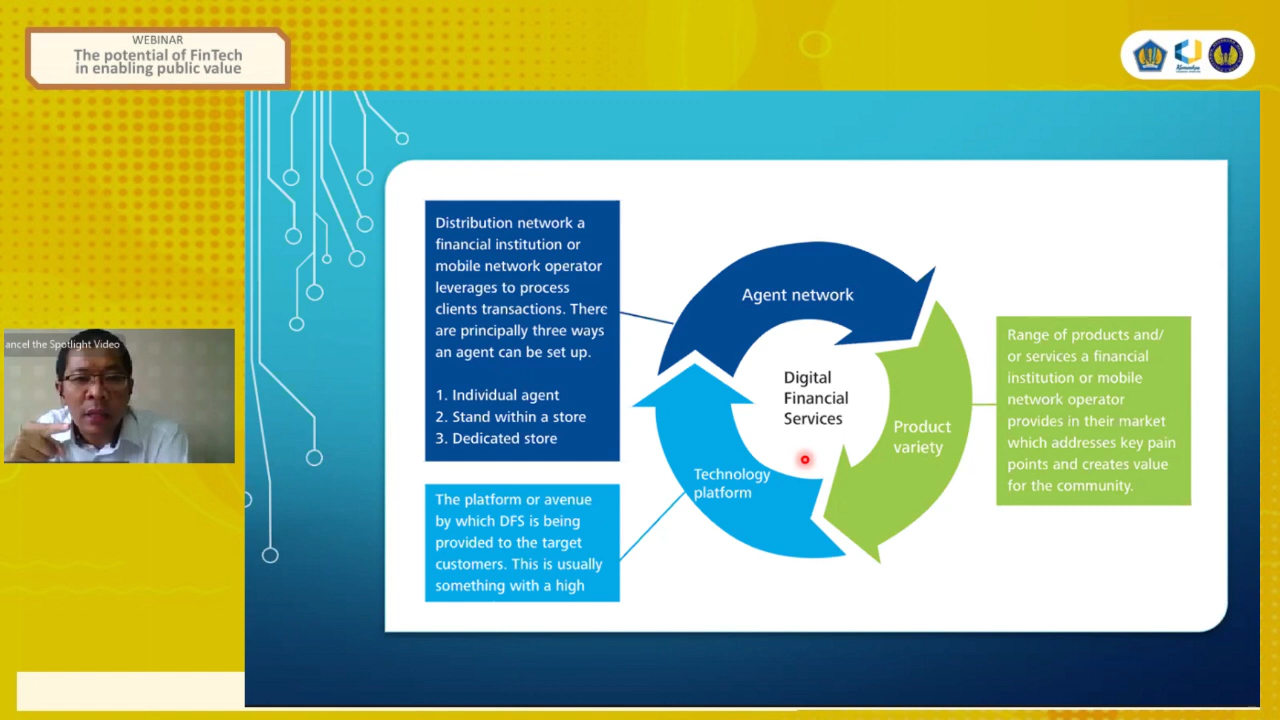 WEBINAR
The potential of FinTech
in enabling public value
ancel the Spotlight Video
Distribution network a
financial institution or
mobile network operator
leverages to process
clients transactions. There
are principally three ways
an agent can be set up.
1. Individual agent
2. Stand within a store
3. Dedicated store
The platform or avenue
by which DFS is being
provided to the target
customers. This is usually
something with a high
Agent network
Digital
Financial
Services
Product
variety
Technology
platform
Range of products and/
or services a financial
institution or mobile
network operator
provides in their market
which addresses key pain
points and creates value
for the community.